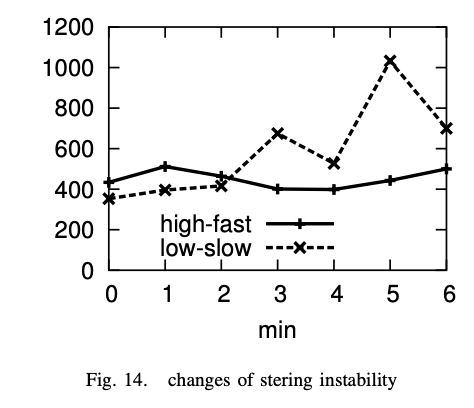 1200
1000
800
600
400
200
0
high-fast
low-slow
0 1 2 3 4 5 6
min
Fig. 14. changes of stering instability